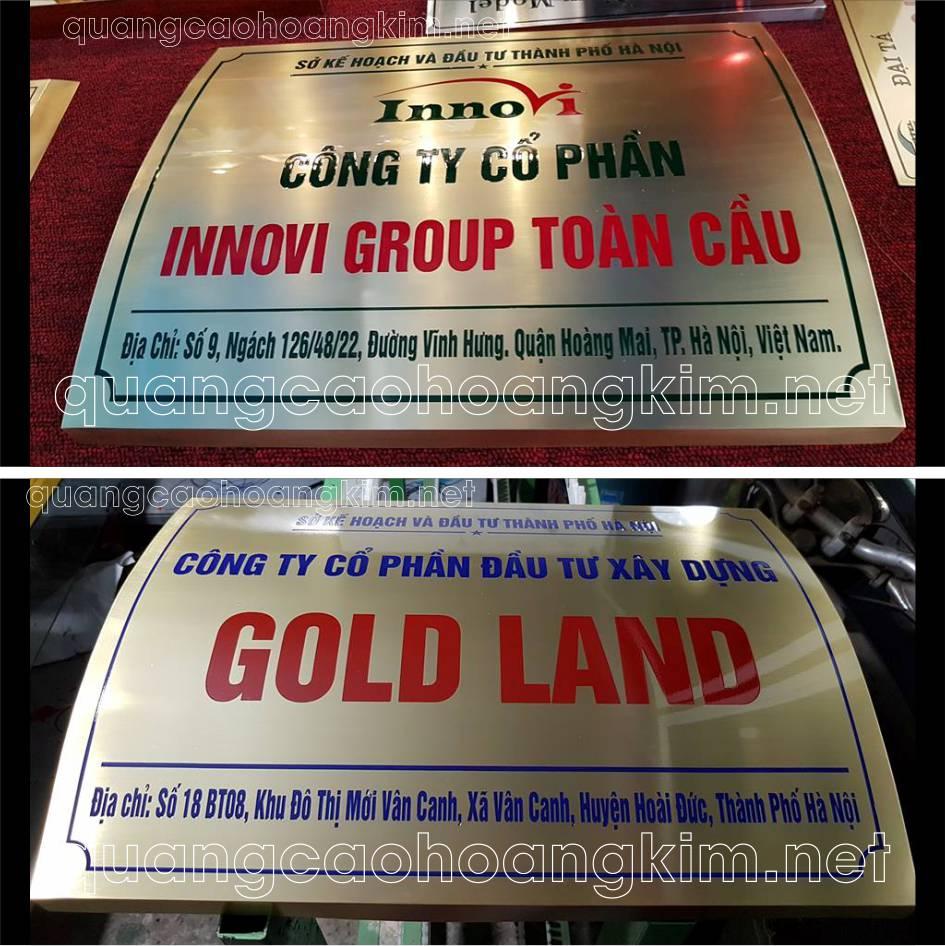 quangcaohoangkim.net
Model
ĐẠI TÁ
SỞ KẾ HOẠCH VÀ ĐẦU TƯ THÀNH PHỐ HÀ NỘI
InnoVi
CÔNG TY CỔ PHẦN
INNOVI GROUP TOÀN CẦU
Địa Chỉ: Số 9, Ngách 126/48/22, Đường Vĩnh Hưng. Quận Hoàng Mai, TP. Hà Nội, Việt Nam.
quangcaohoangkim.net
quangcaohoangkim.net
SỞ KẾ HOẠCH VÀ ĐẦU TƯ THÀNH PHỐ HÀ NỘI
CÔNG TY CỔ PHẦN ĐẦU TƯ XÂY DỰNG
GOLD LAND
Địa chỉ: Số 18 BT08, Khu Đô Thị Mới Vân Canh, Xã Vân Canh, Huyện Hoài Đức, Thành Phố Hà Nội
quangcaohoangkim.net